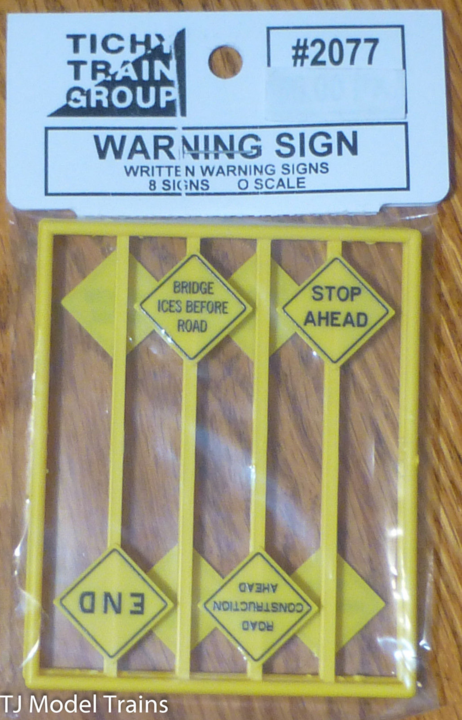 TICHY
TRAIN
GROUP
#2077
WARNING SIGN
WRITTEN WARNING SIGNS
8 SIGNS O SCALE
BRIDGE
ICES BEFORE
ROAD
STOP
AHEAD
END
ROAD
CONSTRUCTION
AHEAD
TJ Model Trains